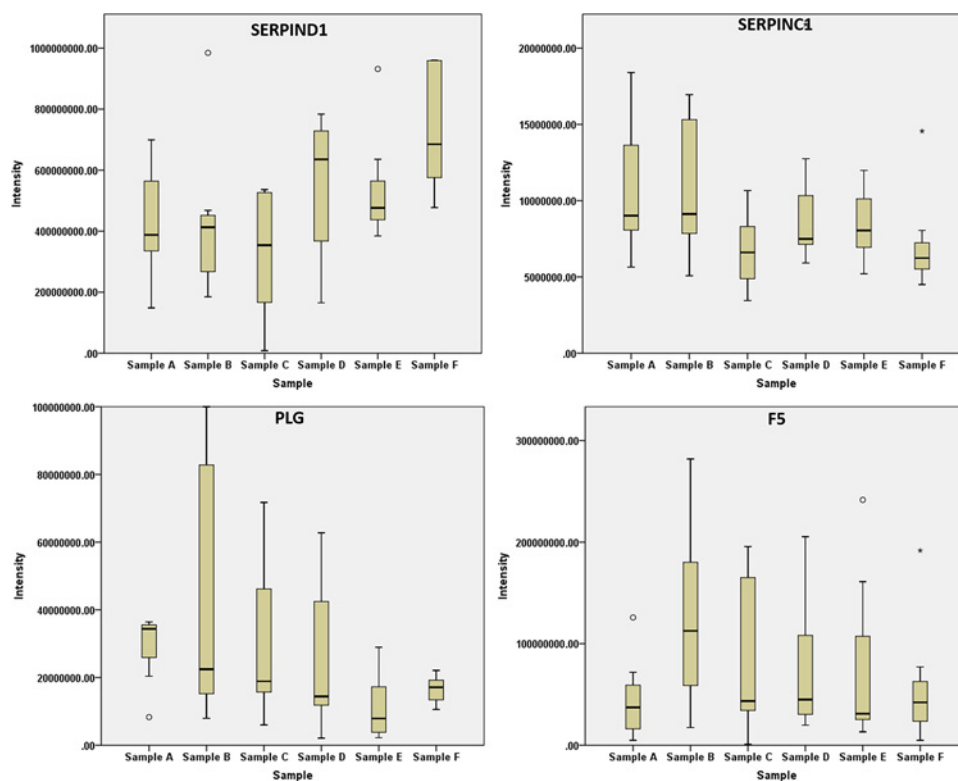 SERPIND1
1000000000.00
800000000.00
600000000.00
400000000.00
200000000.00
.00
Intensity
Sample A Sample B Sample C Sample D Sample E Sample F
Sample
SERPINC1
20000000.00
15000000.00
10000000.00
5000000.00
.00
Intensity
Sample A Sample B Sample C Sample D Sample E Sample F
Sample
PLG
100000000.00
80000000.00
60000000.00
40000000.00
20000000.00
.00
Intensity
Sample A Sample B Sample C Sample D Sample E Sample F
Sample
F5
300000000.00
200000000.00
100000000.00
.00
Intensity
Sample A Sample B Sample C Sample D Sample E Sample F
Sample